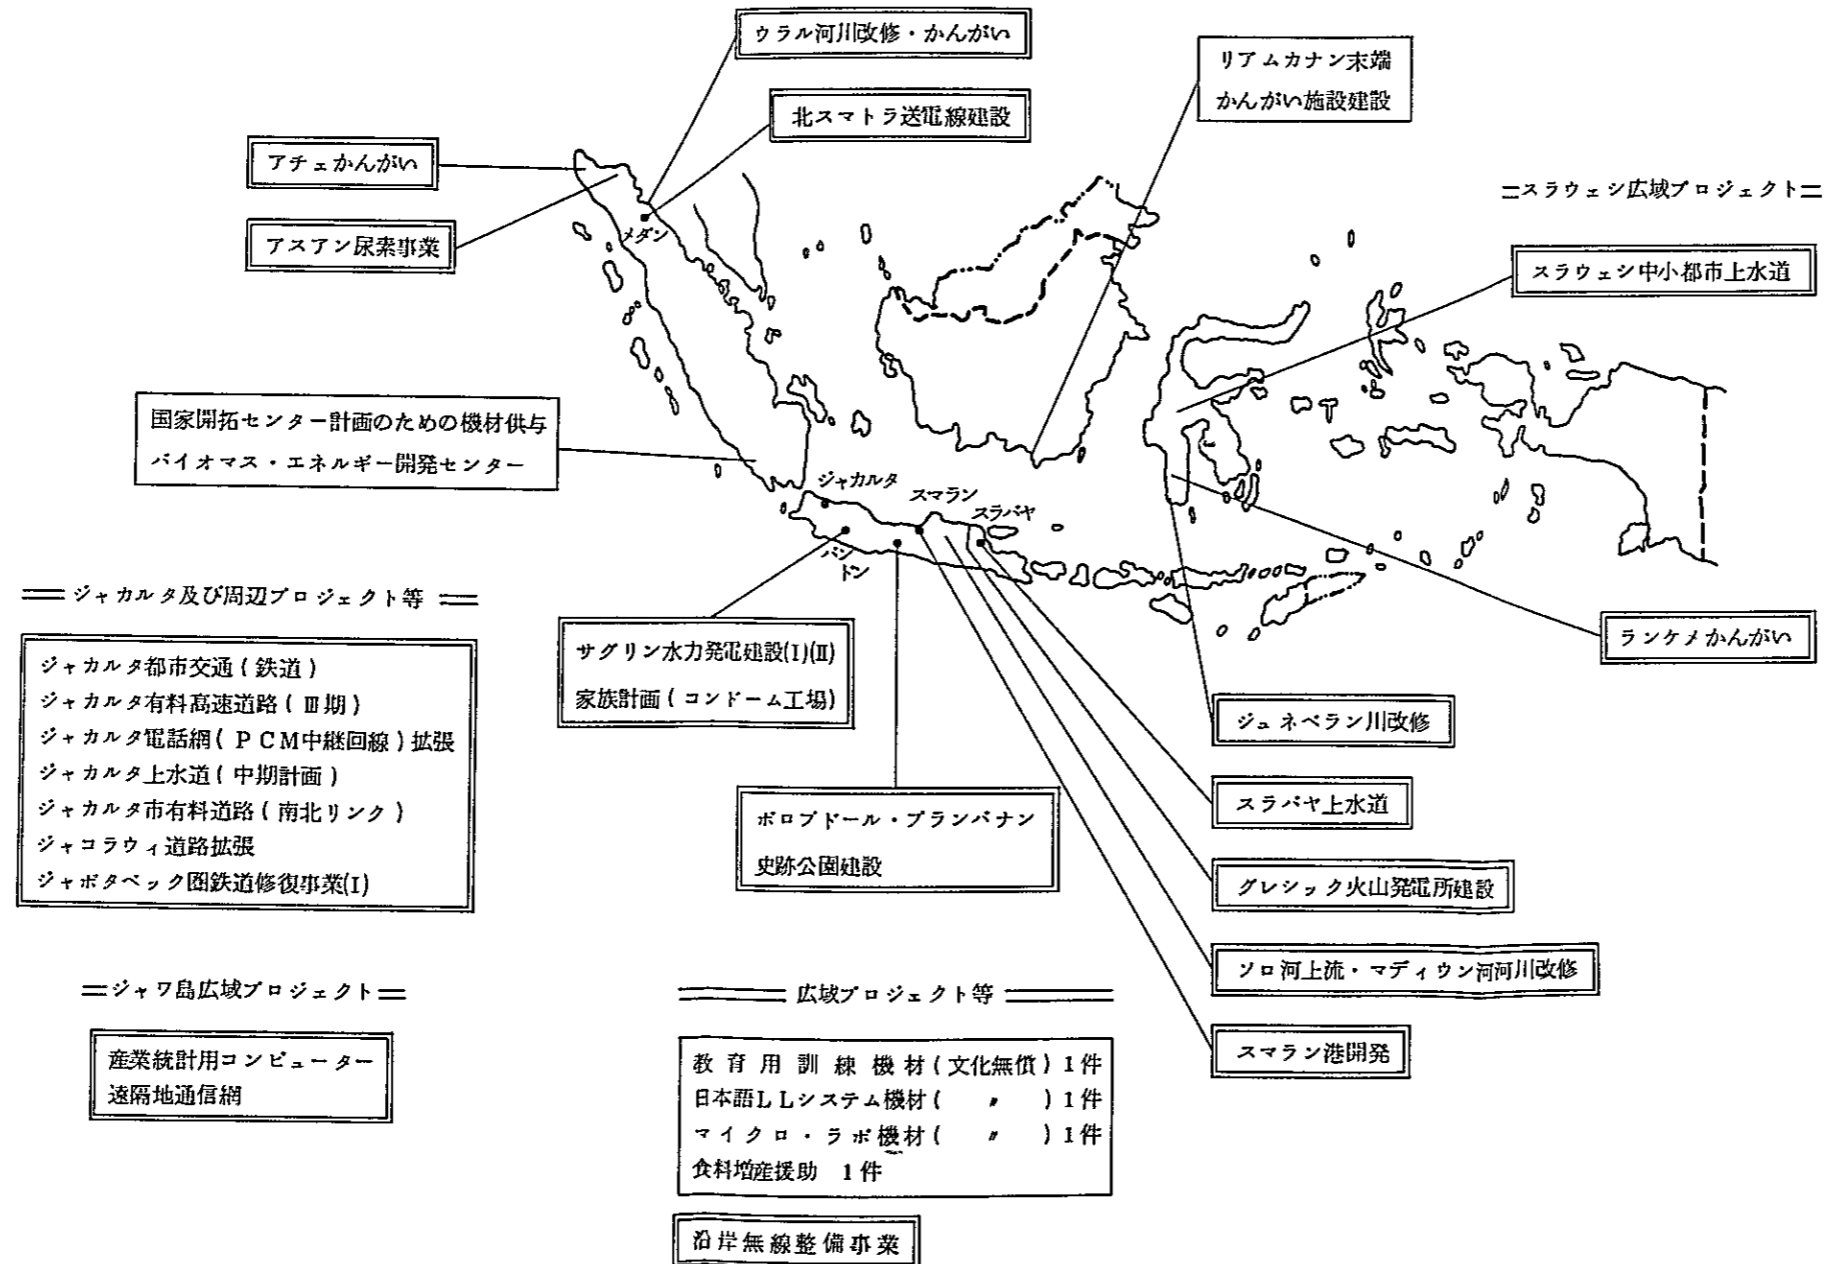 ウラル河川改修・かんがい
北スマトラ送電線建設
リアムカナン末端
かんがい施設建設
アチェかんがい
アスアン尿素事業
メダン
=スラウェシ広域プロジェクト=
スラウェシ中小都市上水道
国家開拓センター計画のための機材供与
バイオマス・エネルギー開発センター
ジャカルタ
スマラン
スラバヤ
バン
ドン
ランケメかんがい
ジュネベラン川改修
スラバヤ上水道
グレシック火山発電所建設
ソロ河上流・マディウン河河川改修
スマラン港開発
サグリン水力発電建設(I)(II)
家族計画(コンドーム工場)
ボロブドール・プランバナン
史跡公園建設
ジャカルタ及び周辺プロジェクト等
ジャカルタ都市交通(鉄道)
ジャカルタ有料高速道路(Ⅲ期)
ジャカルタ電話網(PCM中継回線)拡張
ジャカルタ上水道(中期計画)
ジャカルタ市有料道路(南北リンク)
ジャコラウィ道路拡張
ジャボタベック圏鉄道修復事業(I)
=ジャワ島広域プロジェクト=
産業統計用コンピューター
遠隔地通信網
広域プロジェクト等
教育用訓練機材(文化無償)1件
日本語LLシステム機材( 〃 )1件
マイクロ・ラボ機材( 〃 )1件
食料増産援助 1件
沿岸無線整備事業